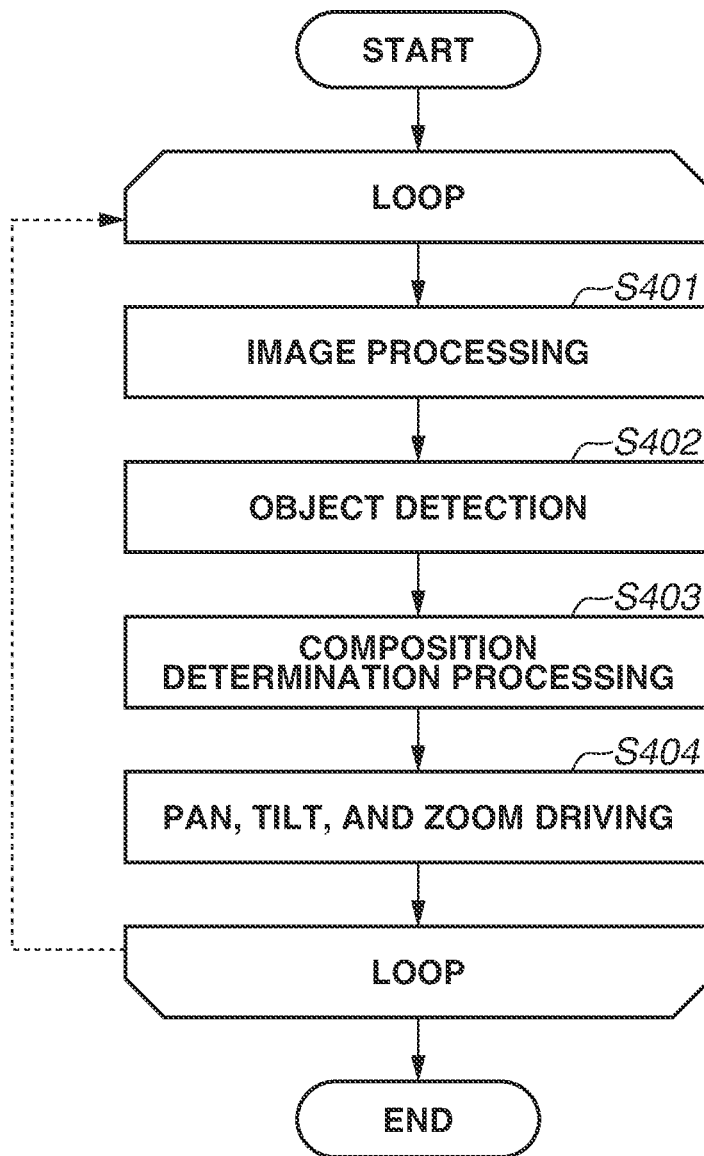 START
LOOP
S401
IMAGE PROCESSING
S402
OBJECT DETECTION
S403
COMPOSITION
DETERMINATION PROCESSING
S404
PAN, TILT, AND ZOOM DRIVING
LOOP
END